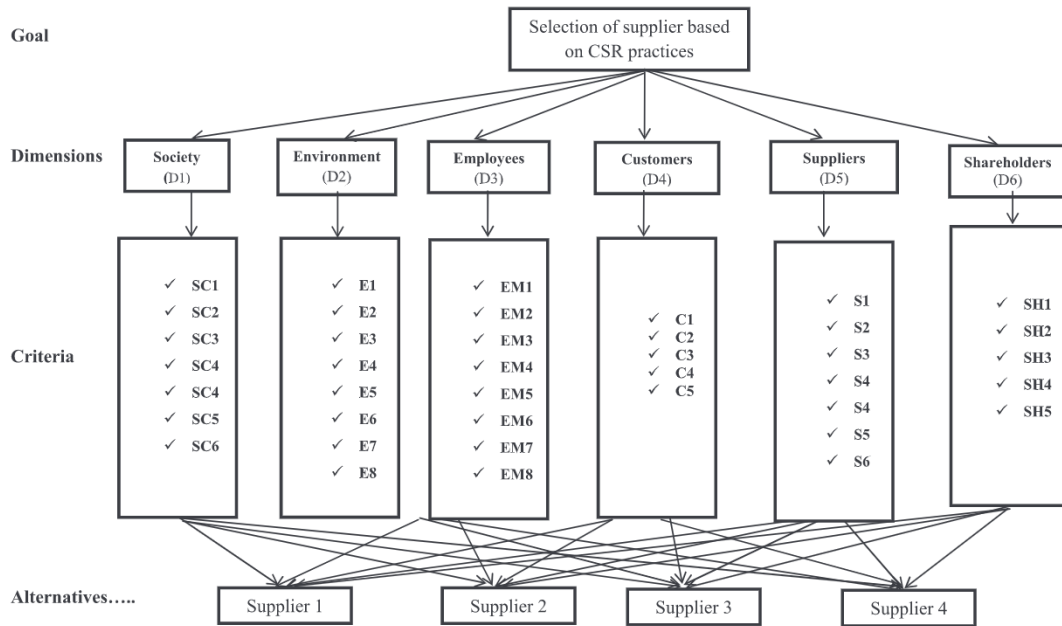 Goal
Selection of supplier based
on CSR practices
Dimensions
Society
(D1)
Environment
(D2)
Employees
(D3)
Customers
(D4)
Suppliers
(D5)
Shareholders
(D6)
Criteria
✓ SC1
✓ SC2
✓ SC3
✓ SC4
✓ SC4
✓ SC5
✓ SC6
✓ E1
✓ E2
✓ E3
✓ E4
✓ E5
✓ E6
✓ E7
✓ E8
✓ EM1
✓ EM2
✓ EM3
✓ EM4
✓ EM5
✓ EM6
✓ EM7
✓ EM8
✓ C1
✓ C2
✓ C3
✓ C4
✓ C5
✓ S1
✓ S2
✓ S3
✓ S4
✓ S4
✓ S5
✓ S6
✓ SH1
✓ SH2
✓ SH3
✓ SH4
✓ SH5
Alternatives…..
Supplier 1
Supplier 2
Supplier 3
Supplier 4